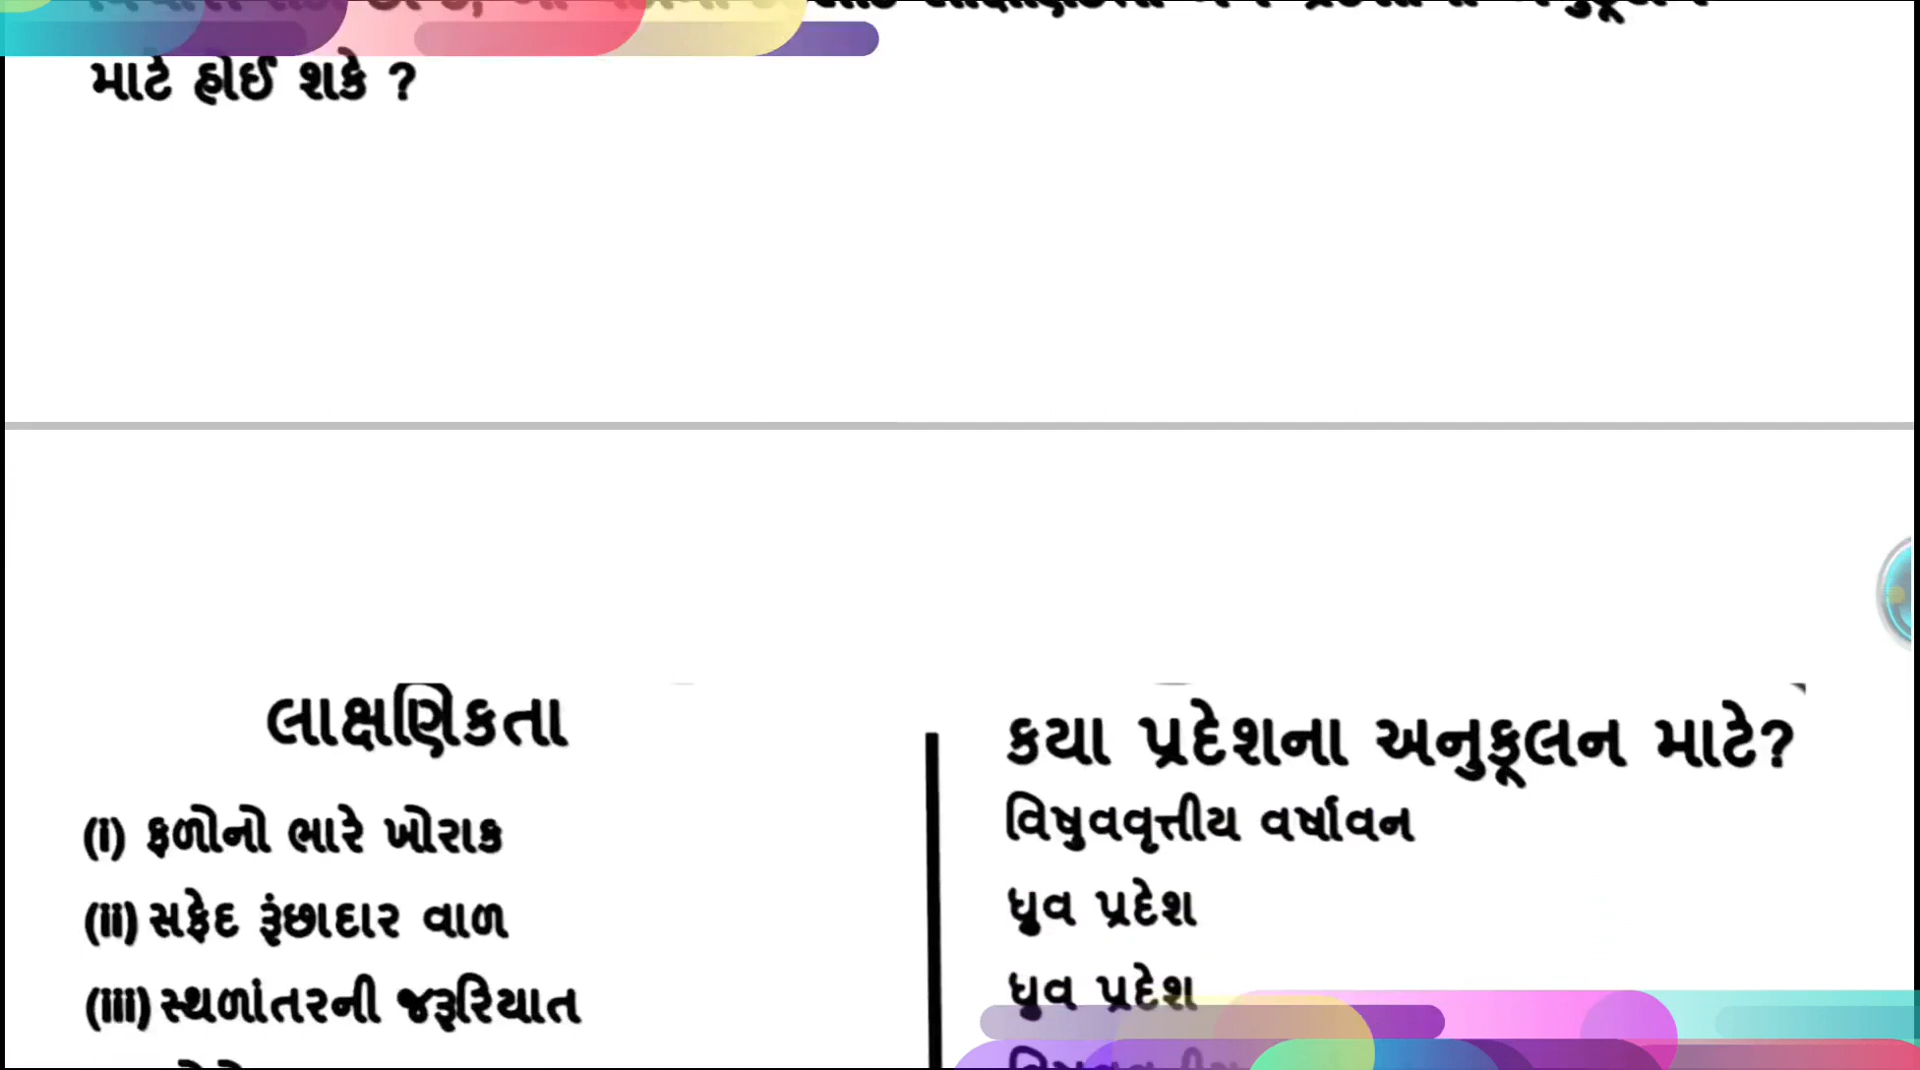 માટે હોઈ શકે ?
લાક્ષણિકતા
કયા પ્રદેશના અનુકૂલન માટે?
(i) ફળોનો ભારે ખોરાક
વિષુવવૃત્તીય વર્ષાવન
(ii) સફેદ રૂંછાદાર વાળ
ધ્રુવ પ્રદેશ
(iii) સ્થળાંતરની જરૂરિયાત
ધ્રુવ પ્રદેશ